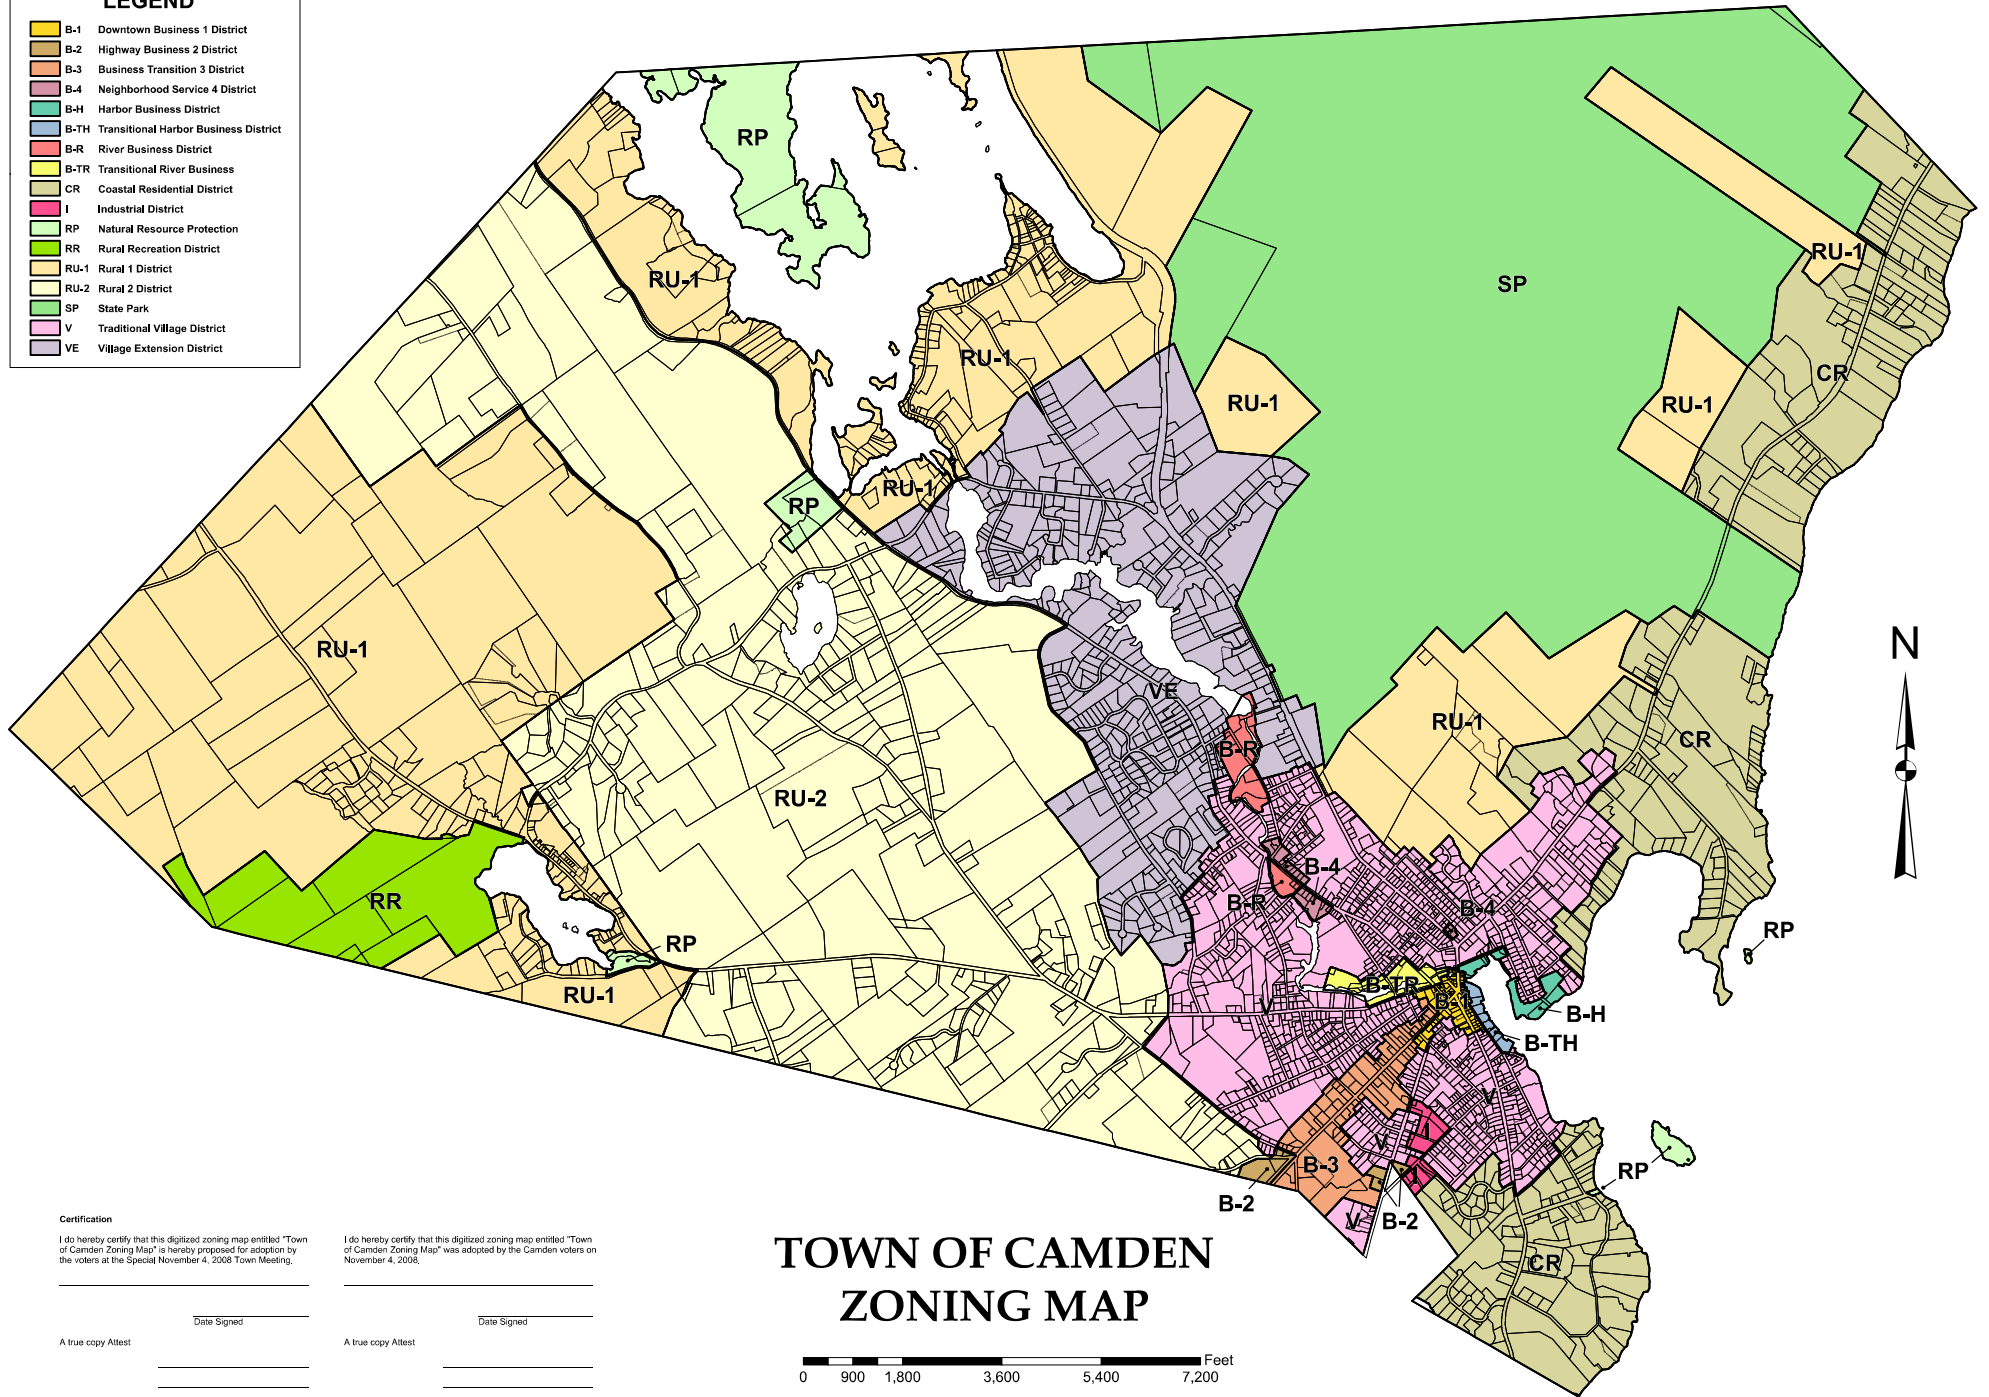 LEGEND
B-1 Downtown Business 1 District
B-2 Highway Business 2 District
B-3 Business Transition 3 District
B-4 Neighborhood Service 4 District
B-H Harbor Business District
B-TH Transitional Harbor Business District
B-R River Business District
B-TR Transitional River Business
CR Coastal Residential District
I Industrial District
RP Natural Resource Protection
RR Rural Recreation District
RU-1 Rural 1 District
RU-2 Rural 2 District
SP State Park
V Traditional Village District
VE Village Extension District
RP
RU-1
RU-1
SP
RU-1
RU-1
CR
RU-1
RU-1
RP
RU-1
N
RU-1
VE
RU-1
CR
B-R
RU-2
B-4
RR
B-R
B-4
RP
RP
RU-1
B-TR
B-1
V
B-H
B-TH
V
I
V
B-3
RP
B-2
I
V
B-2
CR
TOWN OF CAMDEN
ZONING MAP
0 900 1,800 3,600 5,400 7,200 Feet
Certification
I do hereby certify that this digitized zoning map entitled "Town
of Camden Zoning Map" is hereby proposed for adoption by
the voters at the Special November 4, 2008 Town Meeting.
Date Signed
A true copy Attest
I do hereby certify that this digitized zoning map entitled "Town
of Camden Zoning Map" was adopted by the Camden voters on
November 4, 2008.
Date Signed
A true copy Attest